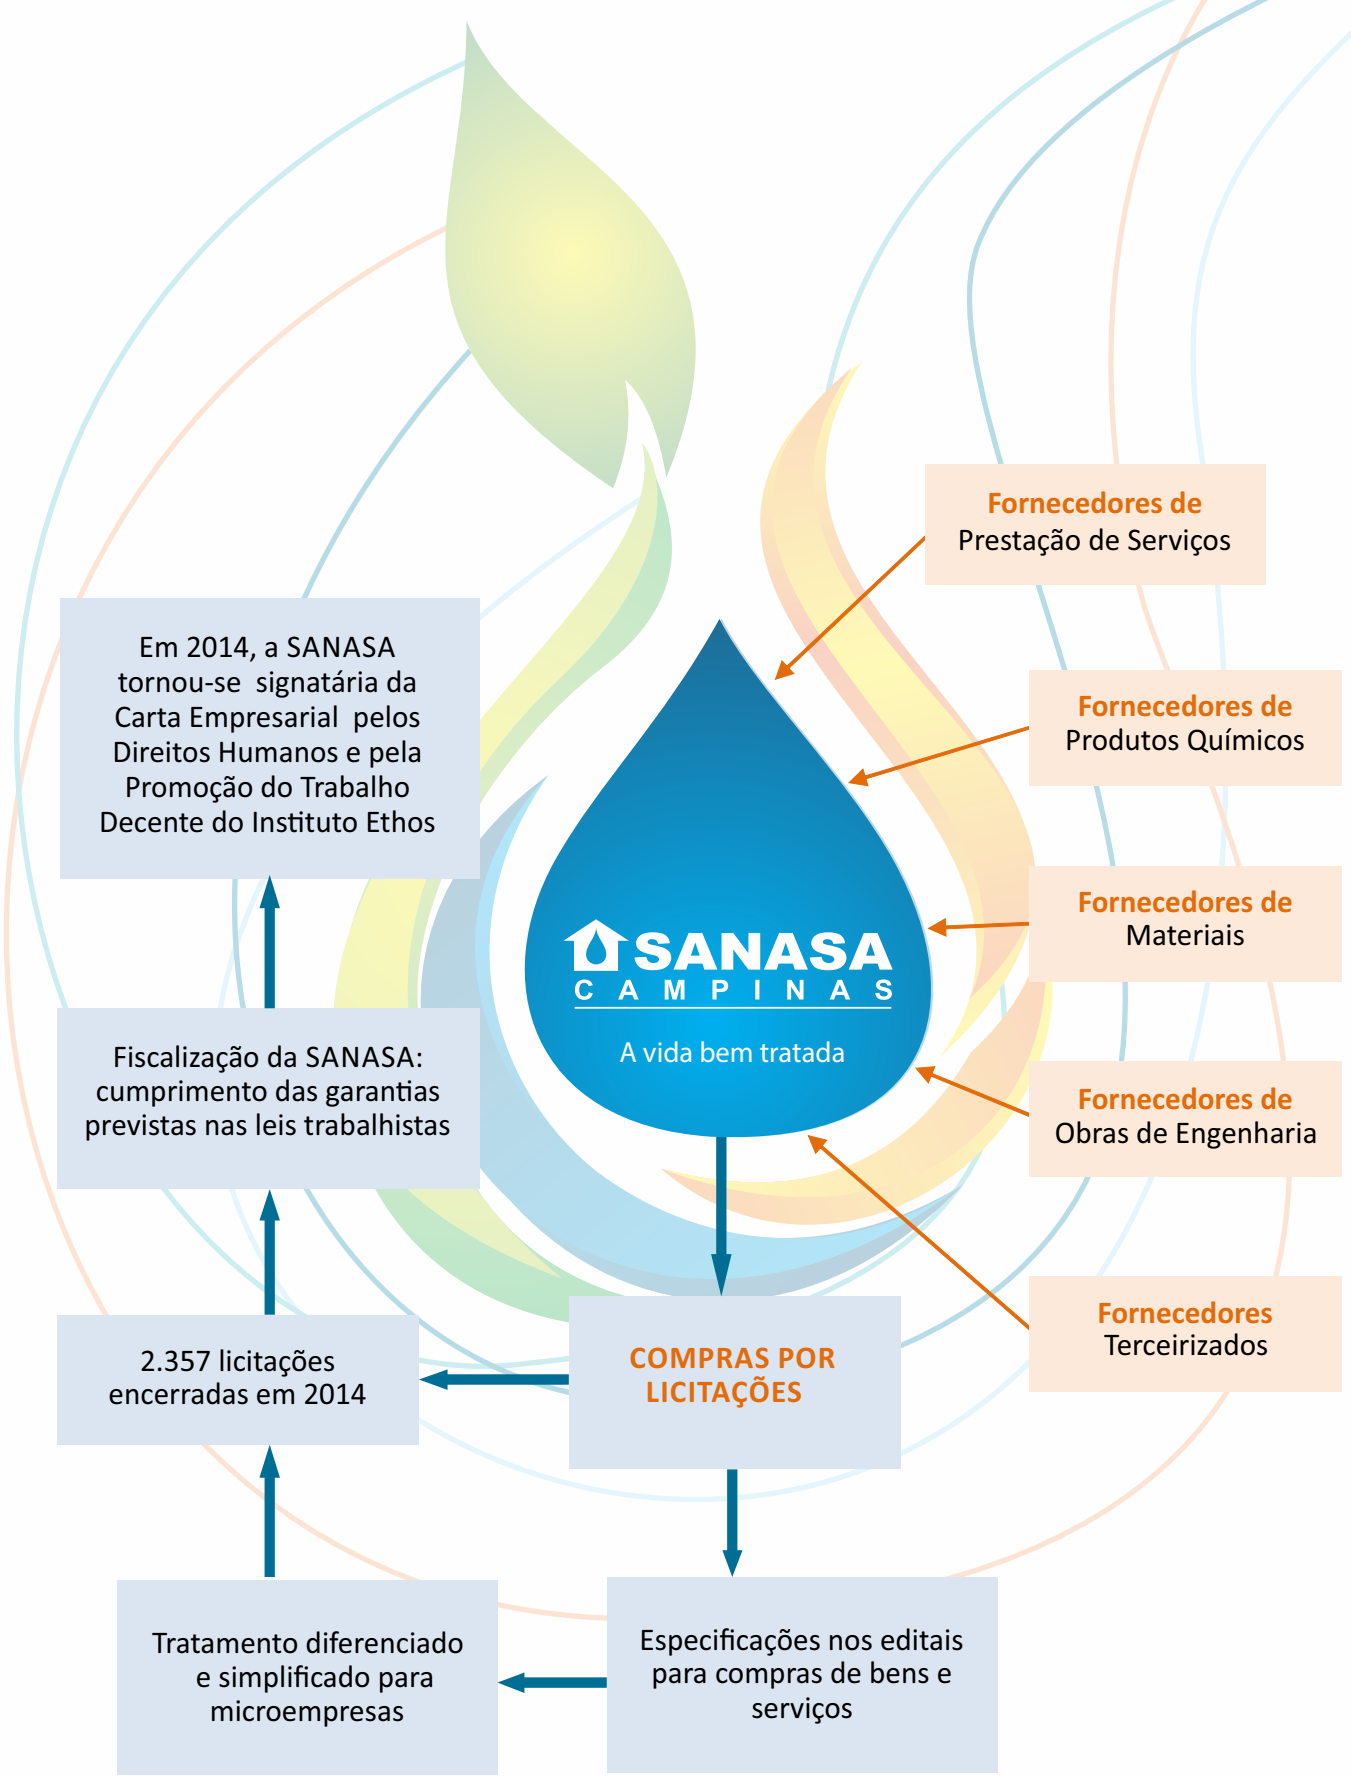 Fornecedores de
Prestação de Serviços
Fornecedores de
Produtos Químicos
Fornecedores de
Materiais
Fornecedores de
Obras de Engenharia
Fornecedores
Terceirizados
SANASA
CAMPINAS
A vida bem tratada
COMPRAS POR
LICITAÇÕES
Especificações nos editais
para compras de bens e
serviços
Tratamento diferenciado
e simplificado para
microempresas
2.357 licitações
encerradas em 2014
Fiscalização da SANASA:
cumprimento das garantias
previstas nas leis trabalhistas
Em 2014, a SANASA
tornou-se signatária da
Carta Empresarial pelos
Direitos Humanos e pela
Promoção do Trabalho
Decente do Instituto Ethos